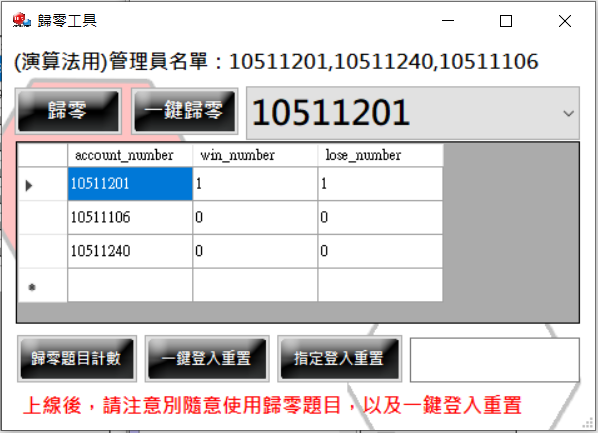 歸零工具
(演算法用)管理員名單：10511201,10511240,10511106
歸零 一鍵歸零 10511201
account_number win_number lose_number
10511201 1 1
10511106 0 0
10511240 0 0
歸零題目計數 一鍵登入重置 指定登入重置
上線後，請注意別隨意使用歸零題目，以及一鍵登入重置